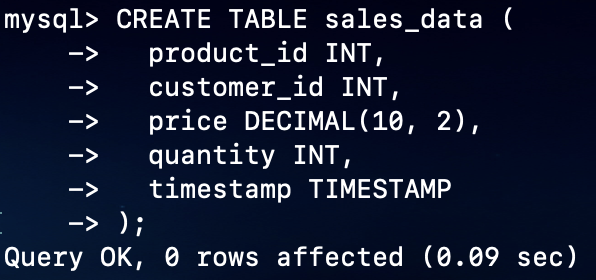 mysql> CREATE TABLE sales_data (
    ->   product_id INT,
    ->   customer_id INT,
    ->   price DECIMAL(10, 2),
    ->   quantity INT,
    ->   timestamp TIMESTAMP
    -> );
Query OK, 0 rows affected (0.09 sec)